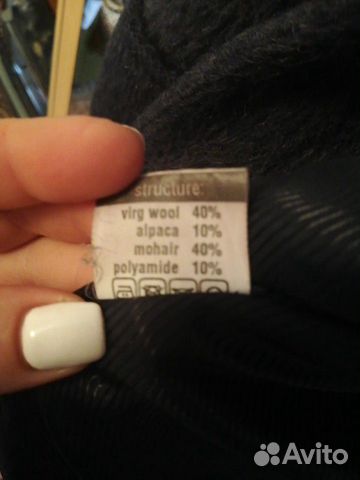 structure:
virg wool 40%
alpaca 10%
mohair 40%
polyamide 10%
Avito